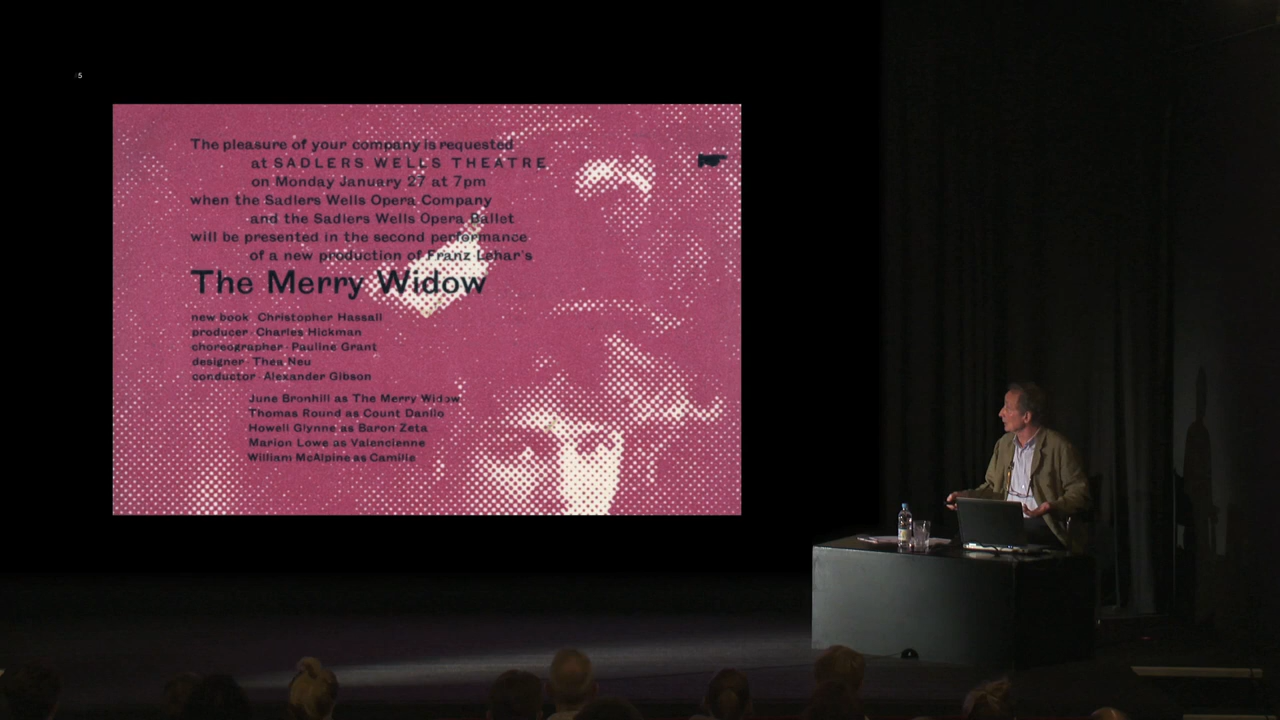 5
The pleasure of your company is requested
at SADLERS WELLS THEATRE
on Monday January 27 at 7pm
when the Sadlers Wells Opera Company
and the Sadlers Wells Opera Ballet
will be presented in the second performance
of a new production of Franz Lehar's
The Merry Widow
new book Christopher Hassall
producer Charles Hickman
choreographer Pauline Grant
designer Thea Neu
conductor Alexander Gibson
June Bronhill as The Merry Widow
Thomas Round as Count Danilo
Howell Glynne as Baron Zeta
Marion Lowe as Valencienne
William McAlpine as Camille